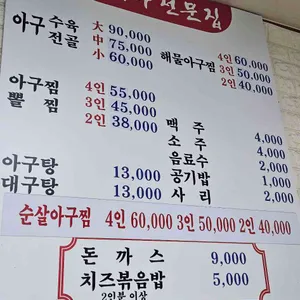 전문집
아구 수육 大 90,000
전골 中 75,000
小 60,000
해물아구찜 4인 60,000
3인 50,000
2인 40,000
아구찜 4인 55,000
뽈찜 3인 45,000
2인 38,000
맥주 4,000
소주 4,000
음료수 2,000
공기밥 1,000
사리 2,000
아구탕 13,000
대구탕 13,000
순살아구찜 4인 60,000 3인 50,000 2인 40,000
돈까스 9,000
치즈볶음밥 5,000
2인분 이상